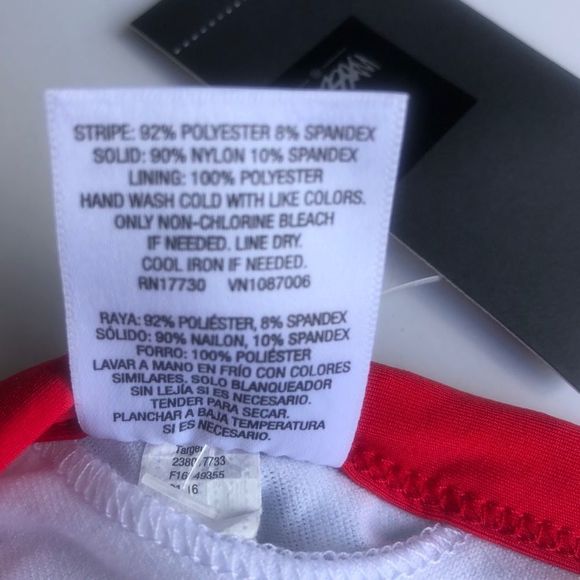 STRIPE: 92% POLYESTER 8% SPANDEX
SOLID: 90% NYLON 10% SPANDEX
LINING: 100% POLYESTER
HAND WASH COLD WITH LIKE COLORS.
ONLY NON-CHLORINE BLEACH
IF NEEDED. LINE DRY.
COOL IRON IF NEEDED.
RN17730 VN1087006
RAYA: 92% POLIÉSTER, 8% SPANDEX
SÓLIDO: 90% NAILON, 10% SPANDEX
FORRO: 100% POLIÉSTER
LAVAR A MANO EN FRÍO CON COLORES
SIMILARES. SOLO BLANQUEADOR
SIN LEJÍA SI ES NECESARIO.
TENDER PARA SECAR.
PLANCHAR A BAJA TEMPERATURA
SI ES NECESARIO.